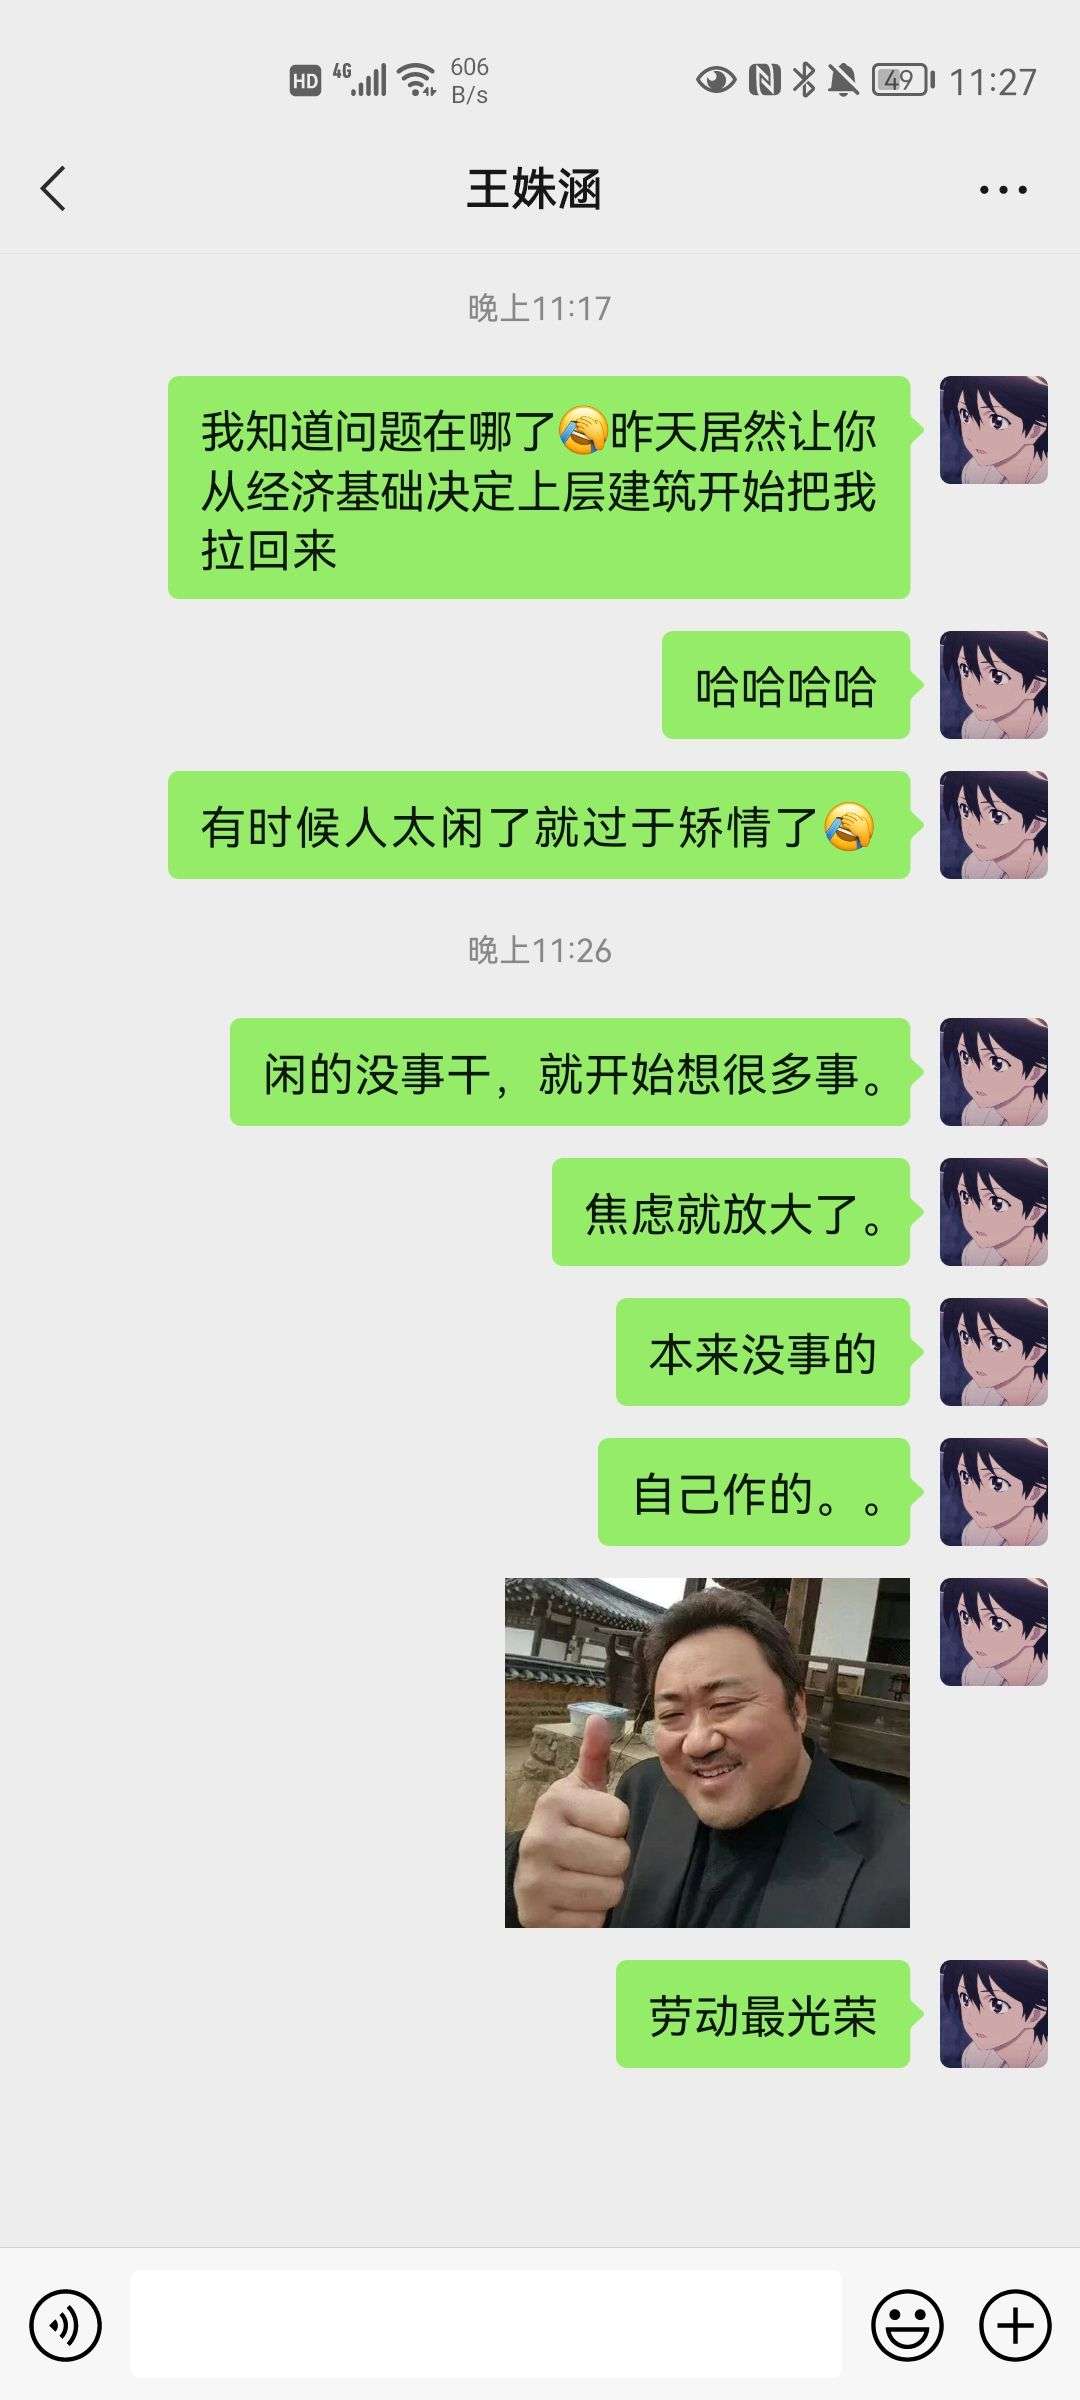 HD 4G 606 B/s 49 11:27
王姝涵
晚上11:17
我知道问题在哪了🤣昨天居然让你
从经济基础决定上层建筑开始把我
拉回来
哈哈哈哈
有时候人太闲了就过于矫情了🤣
晚上11:26
闲的没事干，就开始想很多事。
焦虑就放大了。
本来没事的
自己作的。。
劳动最光荣